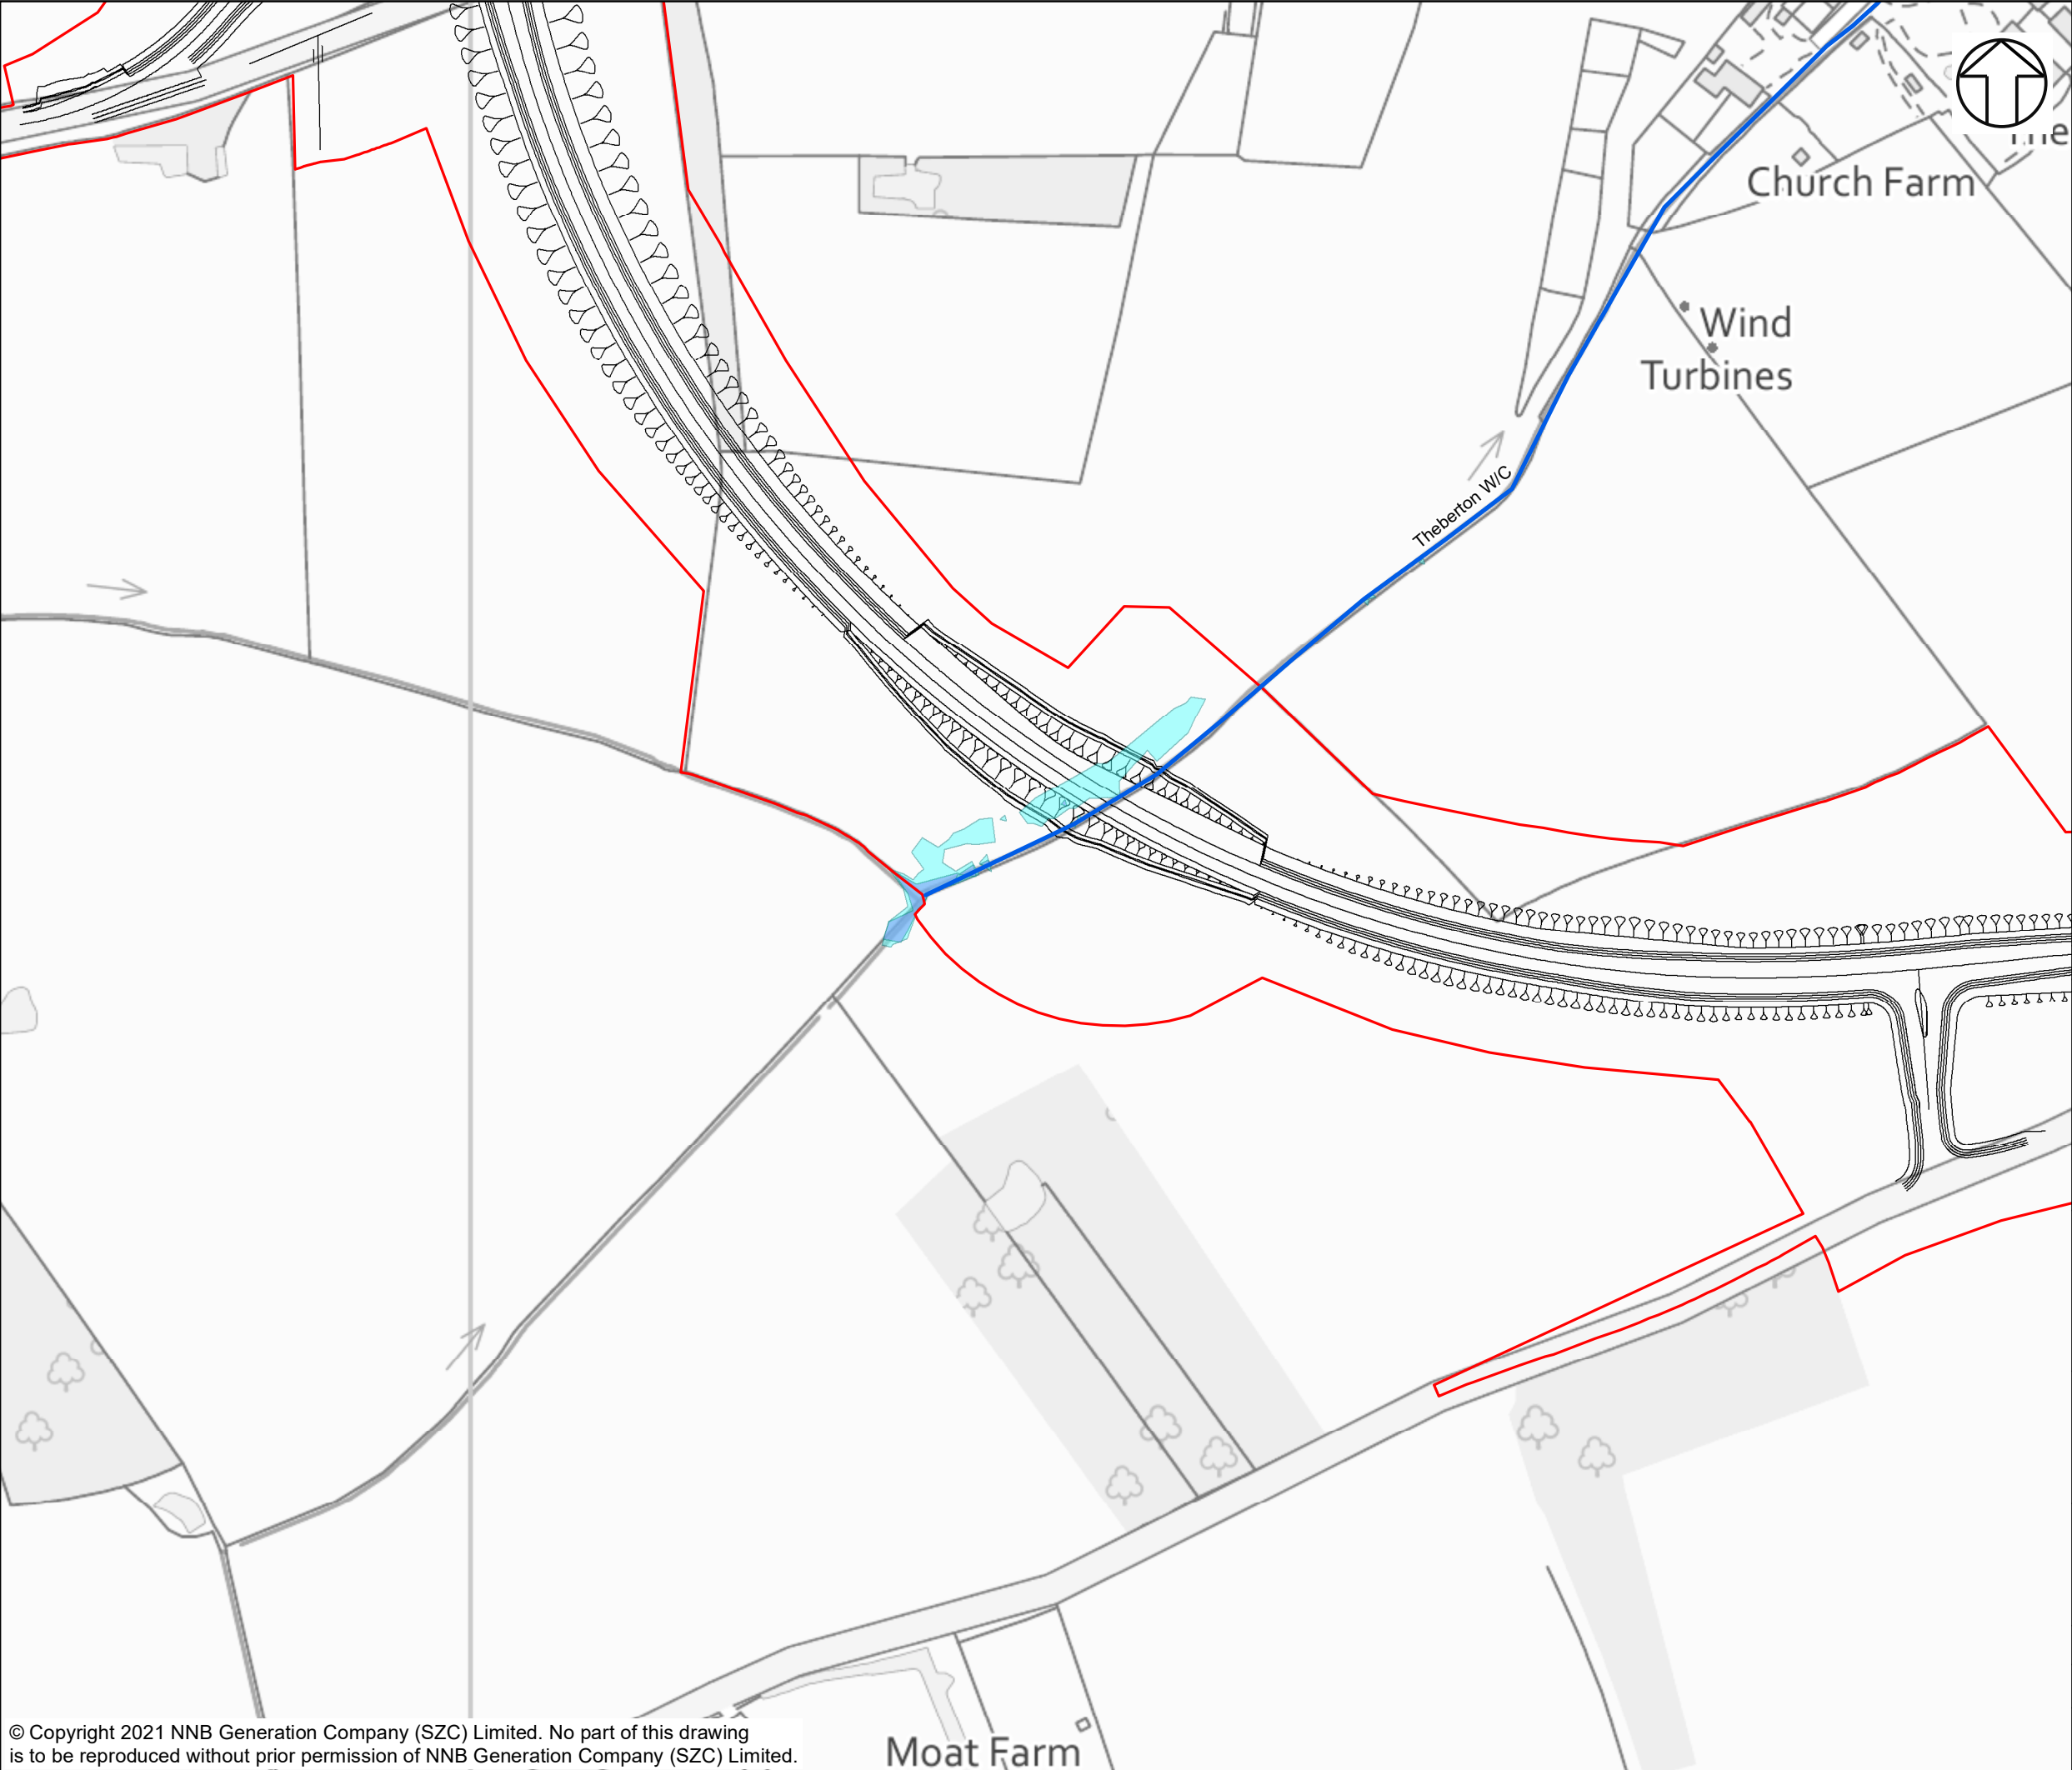 Church Farm
Wind
Turbines
Theberton W/C
Moat Farm
© Copyright 2021 NNB Generation Company (SZC) Limited. No part of this drawing
is to be reproduced without prior permission of NNB Generation Company (SZC) Limited.